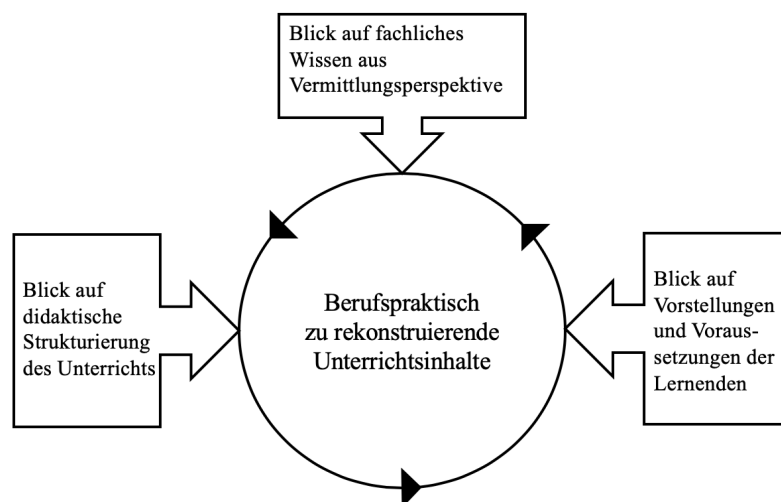 Blick auf fachliches
Wissen aus
Vermittlungsperspektive
Blick auf
didaktische
Strukturierung
des Unterrichts
Berufspraktisch
zu rekonstruierende
Unterrichtsinhalte
Blick auf
Vorstellungen
und Voraus-
setzungen der
Lernenden